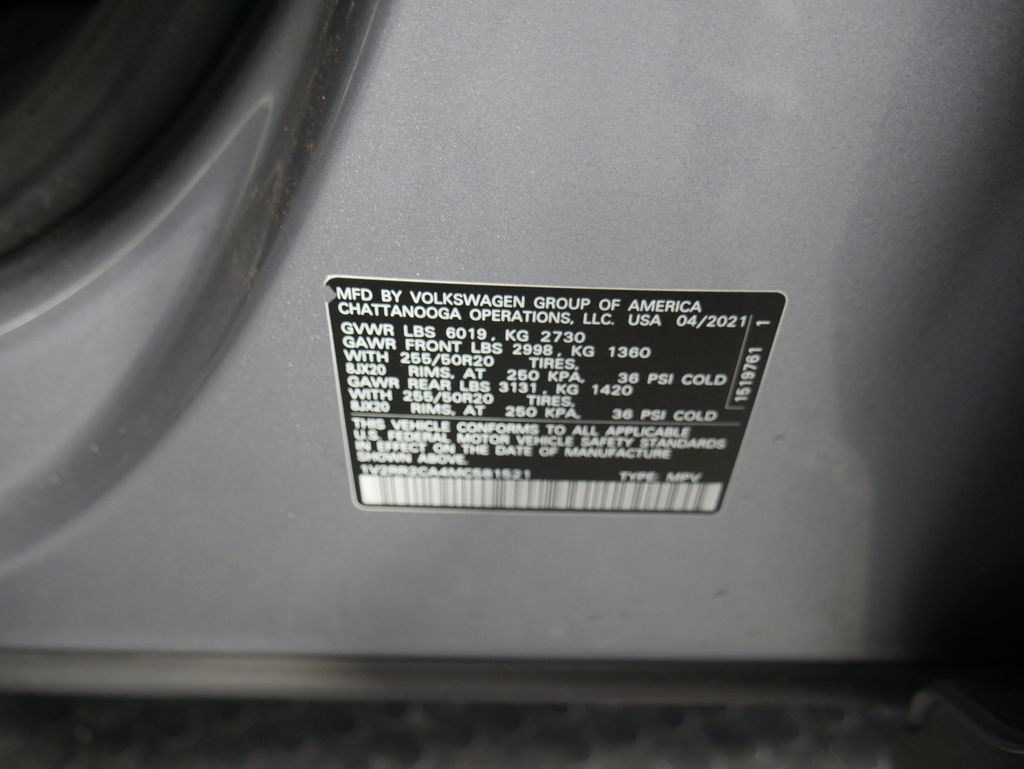 MFD BY VOLKSWAGEN GROUP OF AMERICA
CHATTANOOGA OPERATIONS, LLC. USA 04/2021
GVWR LBS 6019, KG 2730
GAWR FRONT LBS 2998, KG 1360
WITH 255/50R20 TIRES,
8JX20 RIMS, AT 250 KPA, 36 PSI COLD
GAWR REAR LBS 3131, KG 1420
WITH 255/50R20 TIRES,
8JX20 RIMS, AT 250 KPA, 36 PSI COLD
THIS VEHICLE CONFORMS TO ALL APPLICABLE
U.S. FEDERAL MOTOR VEHICLE SAFETY STANDARDS
IN EFFECT ON THE DATE OF MANUFACTURE
SHOWN ABOVE.
TYPE: MPV
1519761 1